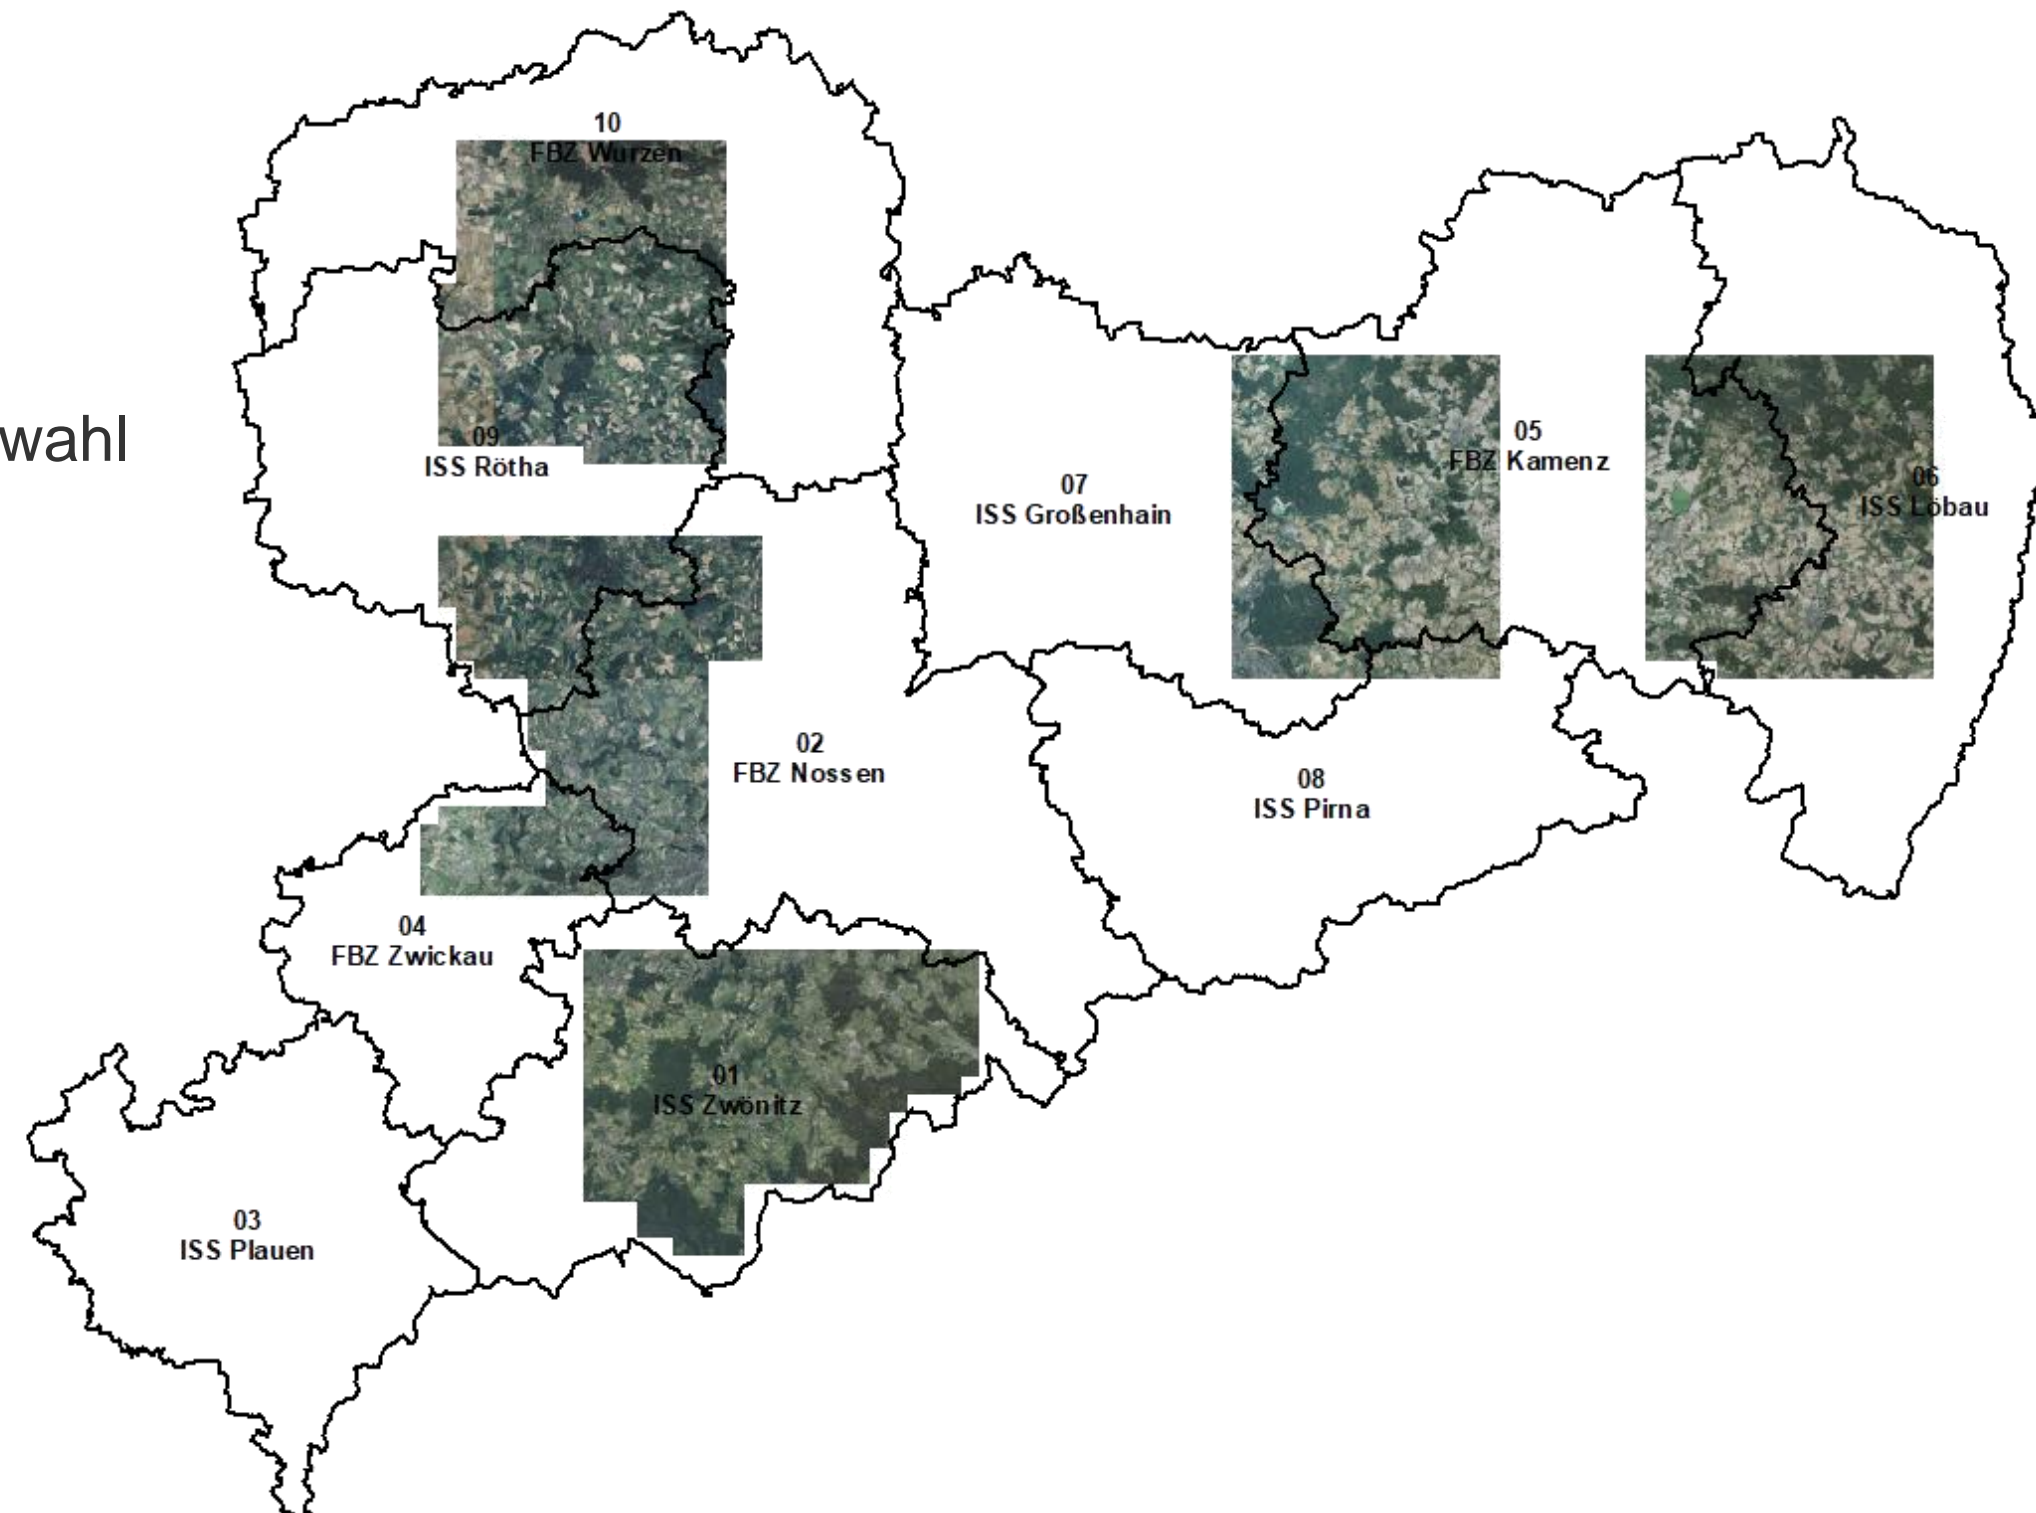 10
FBZ Wurzen
wahl
09
ISS Rötha
05
FBZ Kamenz
06
ISS Löbau
07
ISS Großenhain
02
FBZ Nossen
08
ISS Pirna
04
FBZ Zwickau
01
ISS Zwönitz
03
ISS Plauen